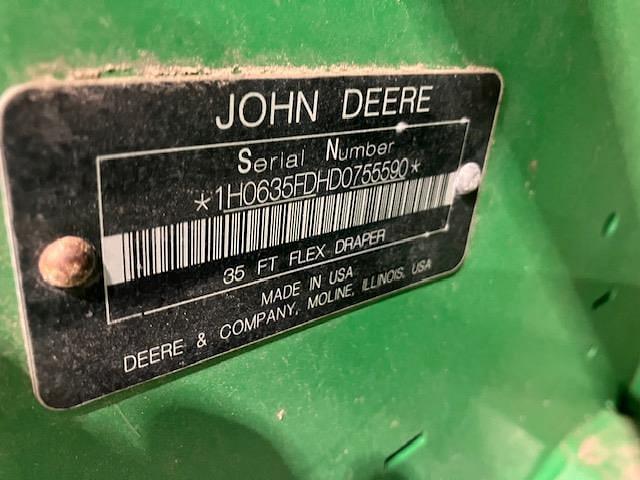 JOHN DEERE
Serial Number
*1H0635FDHD0755590*
35 FT FLEX DRAPER
MADE IN USA
DEERE & COMPANY, MOLINE, ILLINOIS, USA